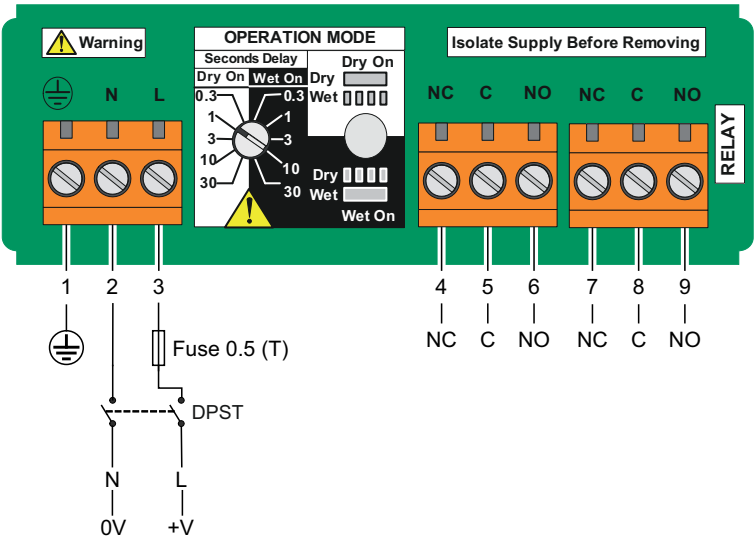 Warning
OPERATION MODE
Isolate Supply Before Removing
Seconds Delay
Dry On Wet On
Dry On
Dry
Wet
N L
0.3 0.3
1 1
3 3
10 10
30 30
Dry
Wet
Wet On
NC C NO NC C NO
RELAY
1 2 3 4 5 6 7 8 9
NC C NO NC C NO
Fuse 0.5 (T)
DPST
N L
0V +V